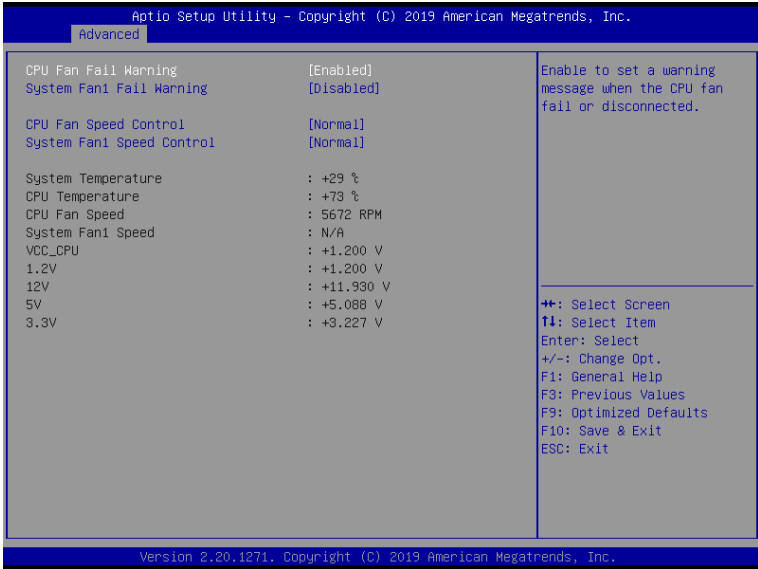 Aptio Setup Utility – Copyright (C) 2019 American Megatrends, Inc.
Advanced
CPU Fan Fail Warning [Enabled]
System Fan1 Fail Warning [Disabled]
CPU Fan Speed Control [Normal]
System Fan1 Speed Control [Normal]
System Temperature : +29 ℃
CPU Temperature : +73 ℃
CPU Fan Speed : 5672 RPM
System Fan1 Speed : N/A
VCC_CPU : +1.200 V
1.2V : +1.200 V
12V : +11.930 V
5V : +5.088 V
3.3V : +3.227 V
Enable to set a warning
message when the CPU fan
fail or disconnected.
→←: Select Screen
↑↓: Select Item
Enter: Select
+/-: Change Opt.
F1: General Help
F3: Previous Values
F9: Optimized Defaults
F10: Save & Exit
ESC: Exit
Version 2.20.1271. Copyright (C) 2019 American Megatrends, Inc.